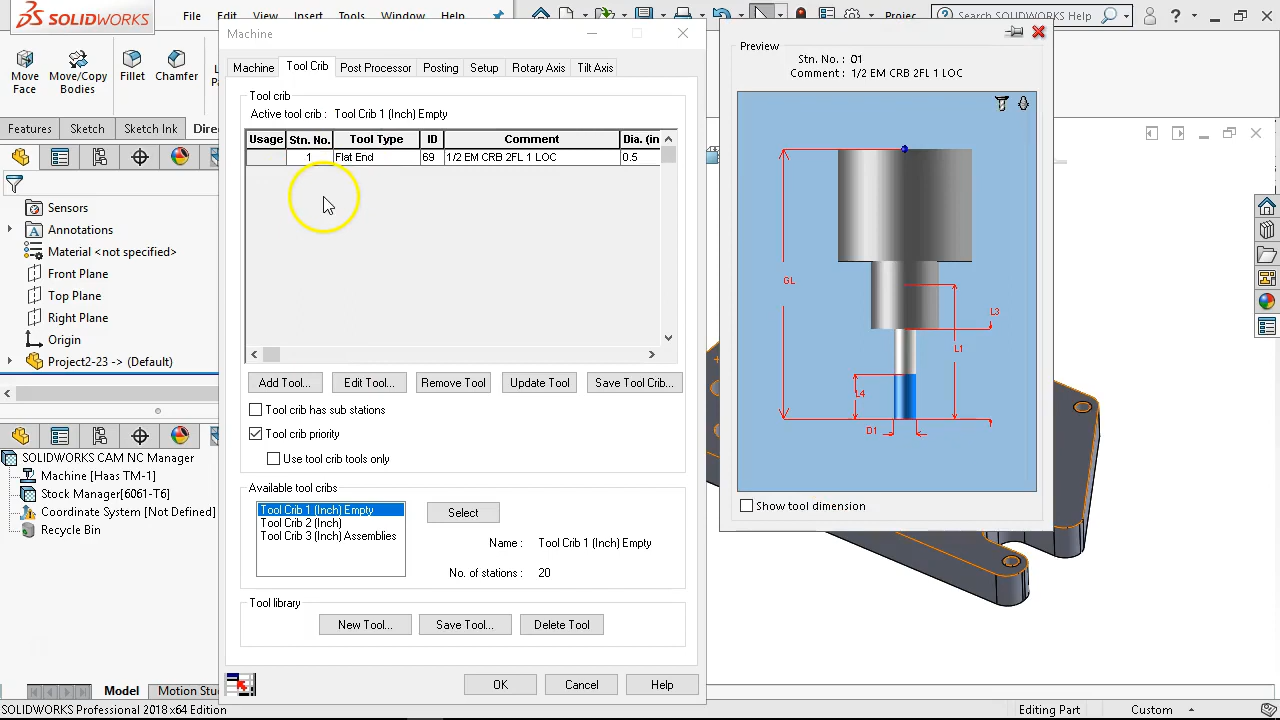 SOLIDWORKS
File Edit View Insert Tools Window Help
Projec
Search SOLIDWORKS Help
Move Face
Move/Copy Bodies
Fillet
Chamfer
Features
Sketch
Sketch Ink
Sensors
Annotations
Material <not specified>
Front Plane
Top Plane
Right Plane
Origin
Project2-23 -> (Default)
SOLIDWORKS CAM NC Manager
Machine [Haas TM-1]
Stock Manager[6061-T6]
Coordinate System [Not Defined]
Recycle Bin
Model
Motion Stu
SOLIDWORKS Professional 2018 x64 Edition
Editing Part
Custom
Machine
Machine
Tool Crib
Post Processor
Posting
Setup
Rotary Axis
Tilt Axis
Tool crib
Active tool crib : Tool Crib 1 (Inch) Empty
Usage Stn. No. Tool Type ID Comment Dia. (in
1 Flat End 69 1/2 EM CRB 2FL 1 LOC 0.5
Add Tool...
Edit Tool...
Remove Tool
Update Tool
Save Tool Crib...
Tool crib has sub stations
Tool crib priority
Use tool crib tools only
Available tool cribs
Tool Crib 1 (Inch) Empty
Tool Crib 2 (Inch)
Tool Crib 3 (Inch) Assemblies
Select
Name : Tool Crib 1 (Inch) Empty
No. of stations : 20
Tool library
New Tool...
Save Tool...
Delete Tool
OK
Cancel
Help
Preview
Stn. No. : 01
Comment : 1/2 EM CRB 2FL 1 LOC
GL
L3
L1
L4
D1
Show tool dimension